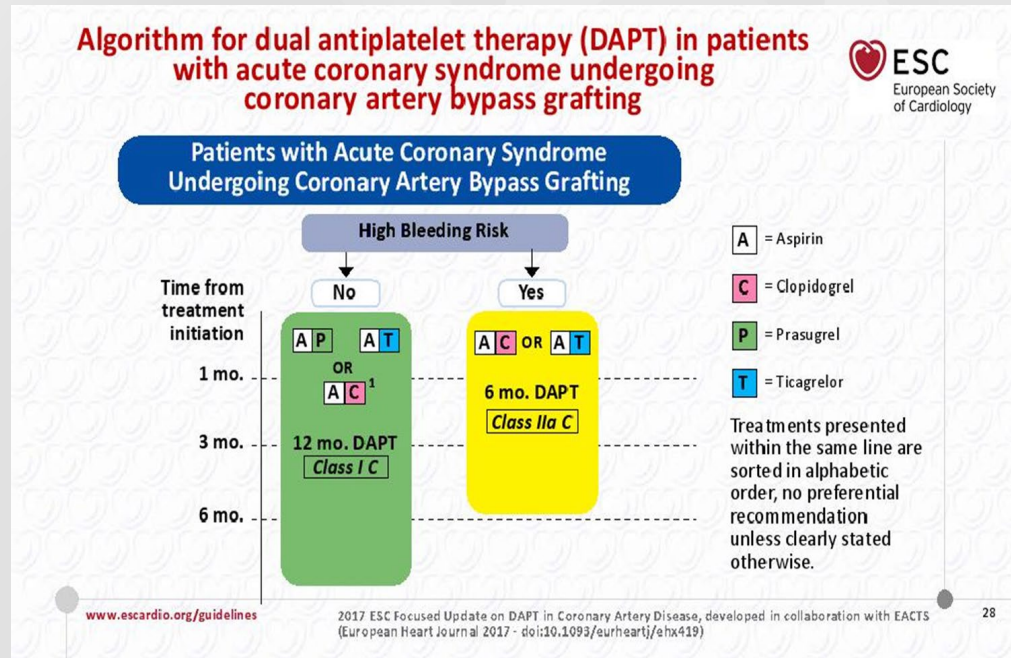 Algorithm for dual antiplatelet therapy (DAPT) in patients
with acute coronary syndrome undergoing
coronary artery bypass grafting
ESC
European Society
of Cardiology
Patients with Acute Coronary Syndrome
Undergoing Coronary Artery Bypass Grafting
High Bleeding Risk
No
Yes
Time from
treatment
initiation
1 mo.
3 mo.
6 mo.
A P A T
OR
A C 1
12 mo. DAPT
Class I C
A C OR A T
6 mo. DAPT
Class IIa C
A = Aspirin
C = Clopidogrel
P = Prasugrel
T = Ticagrelor
Treatments presented
within the same line are
sorted in alphabetic
order, no preferential
recommendation
unless clearly stated
otherwise.
www.escardio.org/guidelines
2017 ESC Focused Update on DAPT in Coronary Artery Disease, developed in collaboration with EACTS
(European Heart Journal 2017 - doi:10.1093/eurheartj/ehx419)
28